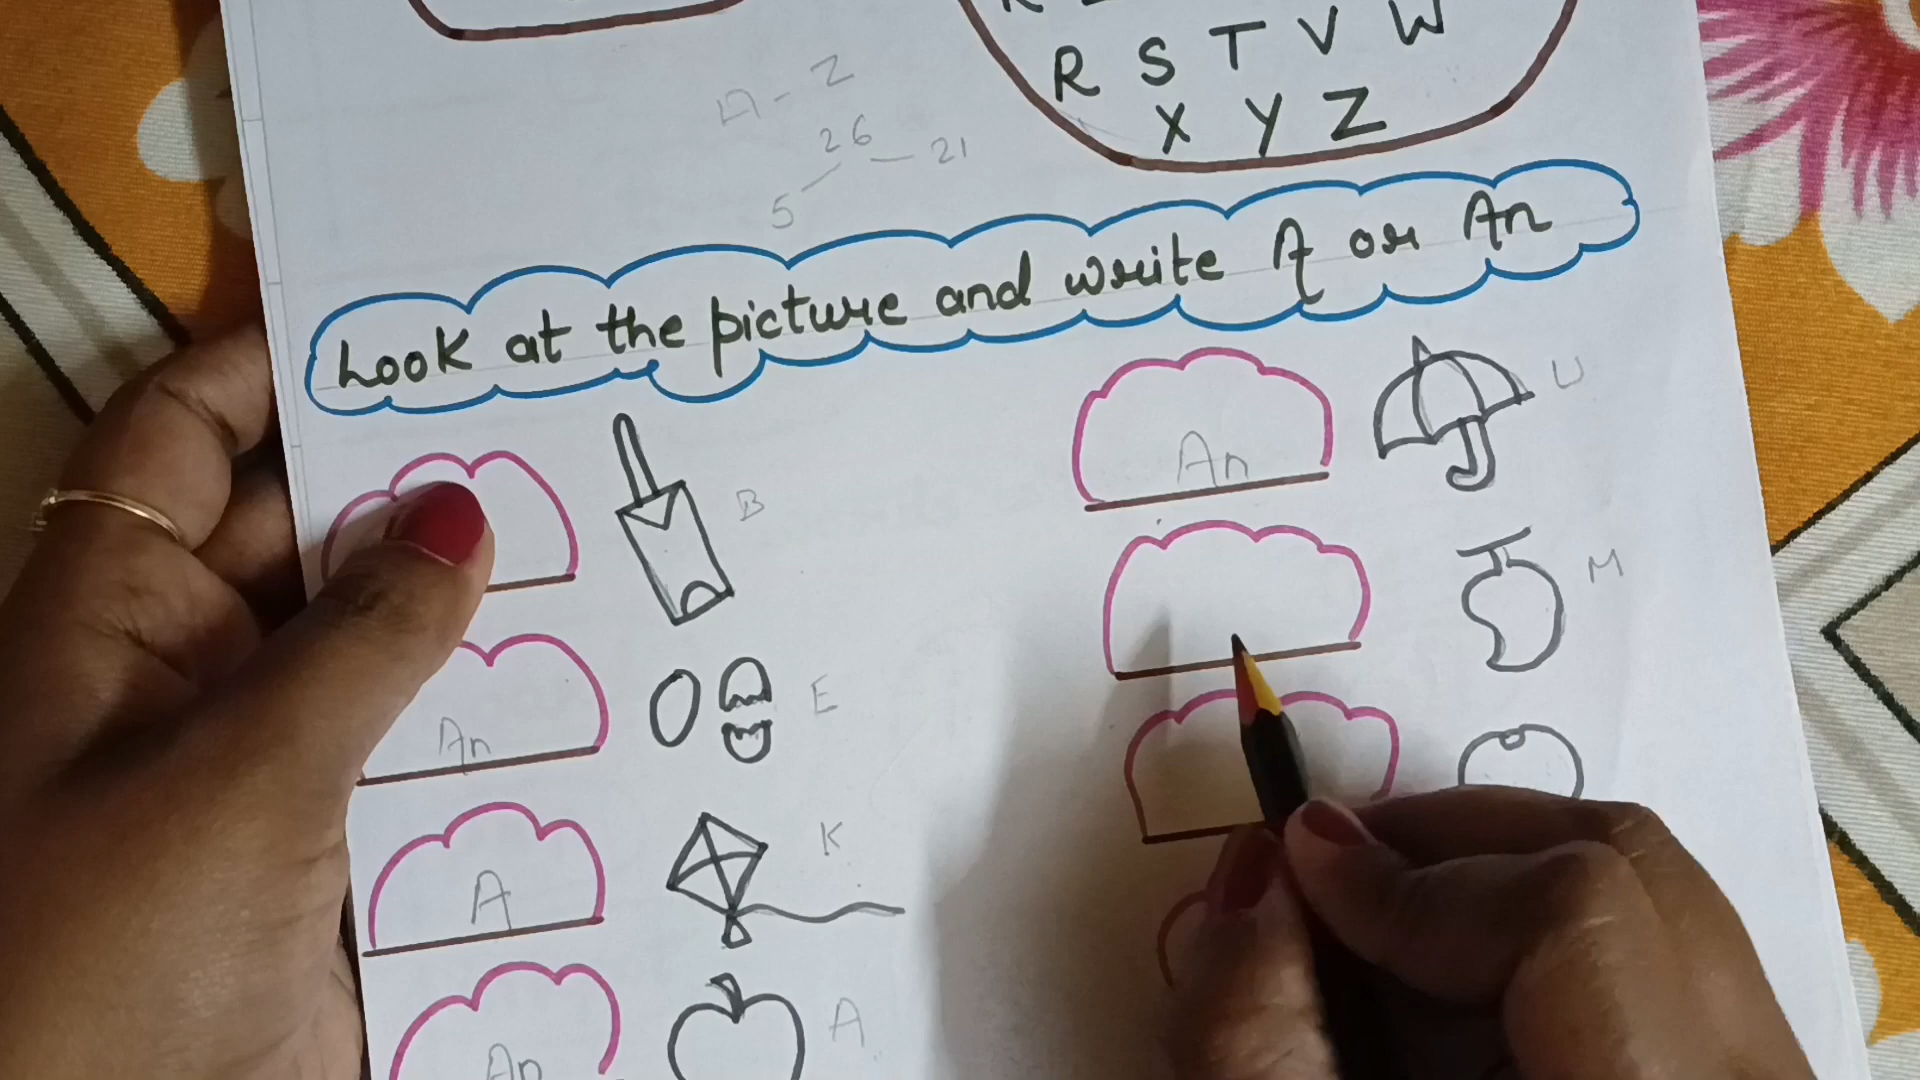 R S T V W
X Y Z
A - Z
26
5
21
Look at the picture and write A or An
B
An
U
An
E
M
A
K
An
A